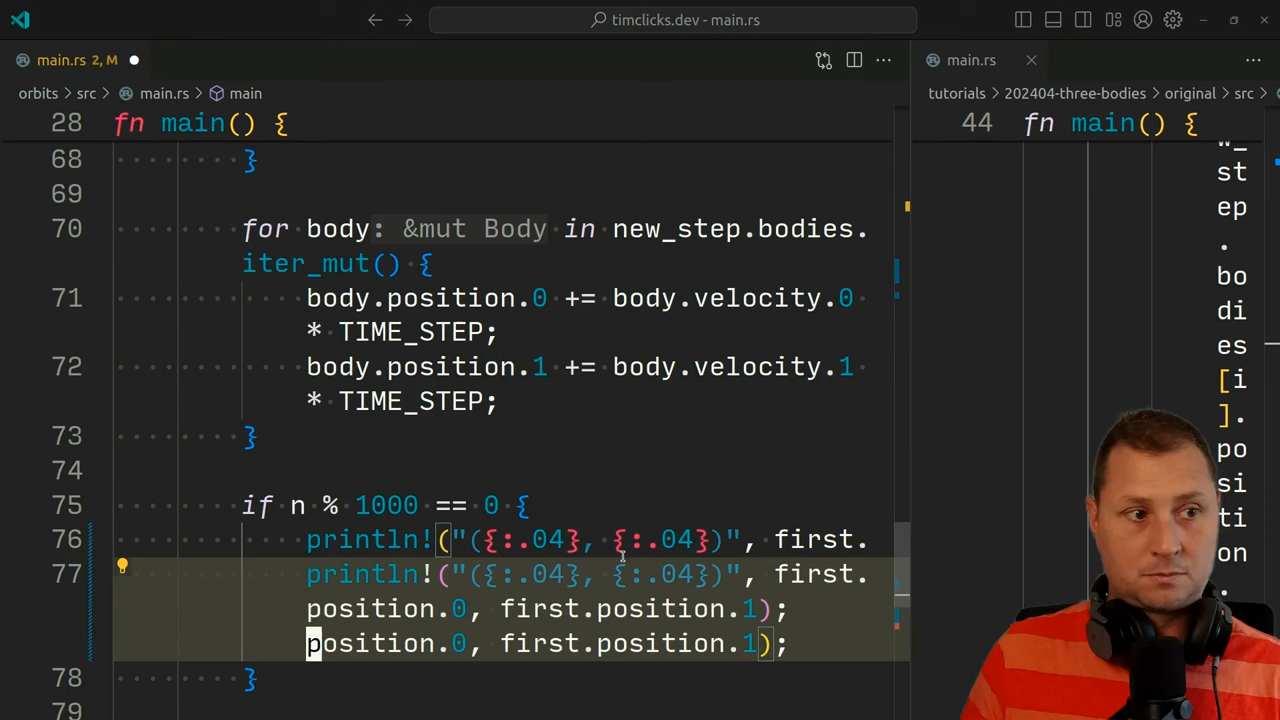 timclicks.dev - main.rs
main.rs 2, M
main.rs
orbits > src > main.rs > main
tutorials > 202404-three-bodies > original > src >
28 fn main() {
44 fn main() {
68 }
69
70 for body: &mut Body in new_step.bodies.
iter_mut() {
71 body.position.0 += body.velocity.0
* TIME_STEP;
72 body.position.1 += body.velocity.1
* TIME_STEP;
73 }
74
75 if n % 1000 == 0 {
76 println!("({:.04}, {:.04})", first.
77 println!("({:.04}, {:.04})", first.
position.0, first.position.1);
position.0, first.position.1);
78 }
79
w_
st
ep
.
bo
di
es
[i
].
po
si
ti
on
.